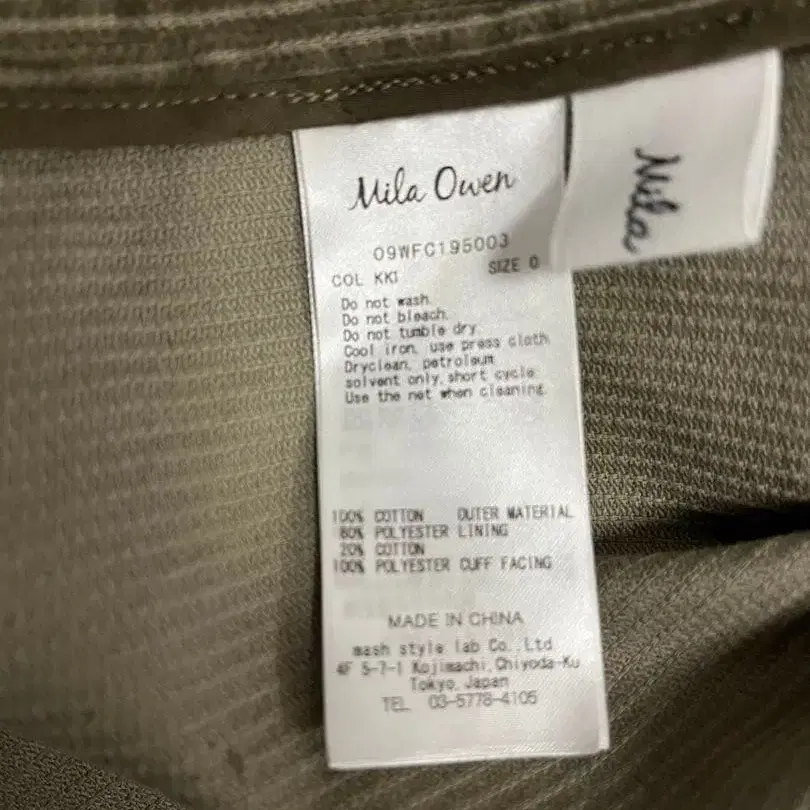 Mila Owen
Mila
09WFC195003
COL KKI SIZE 0
Do not wash.
Do not bleach.
Do not tumble dry.
Cool iron, use press cloth
Dryclean, petroleum
solvent only, short cycle
Use the net when cleaning.
100% COTTON OUTER MATERIAL
80% POLYESTER LINING
20% COTTON
100% POLYESTER CUFF FACING
MADE IN CHINA
mash style lab Co.,Ltd
4F 5-7-1 Kojimachi,Chiyoda-Ku
Tokyo,Japan
TEL 03-5778-4106